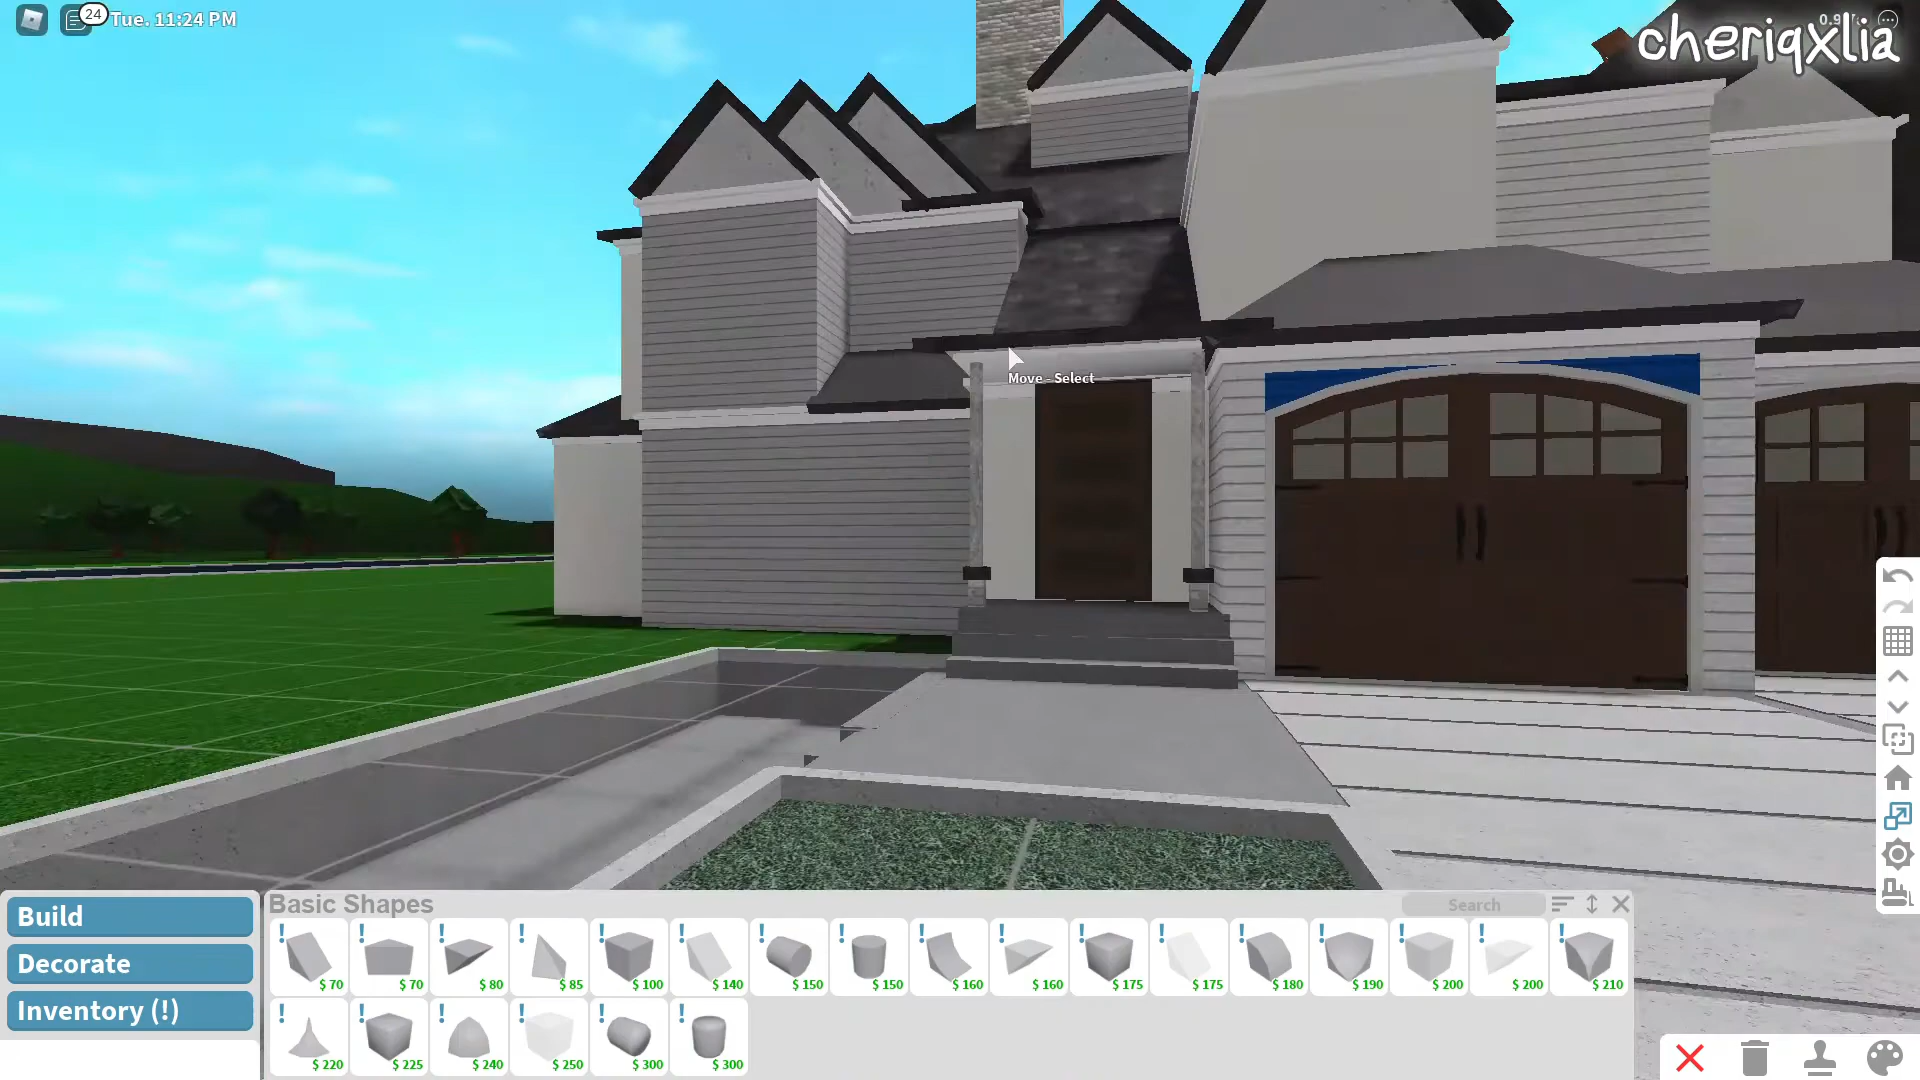 24
Tue. 11:24 PM
cheriqxlia
Move - Select
Build
Decorate
Inventory (!)
Basic Shapes
Search
! $ 70
! $ 70
! $ 80
! $ 85
! $ 100
! $ 140
! $ 150
! $ 150
! $ 160
! $ 160
! $ 175
! $ 175
! $ 180
! $ 190
! $ 200
! $ 200
! $ 210
! $ 220
! $ 225
! $ 240
! $ 250
! $ 300
! $ 300